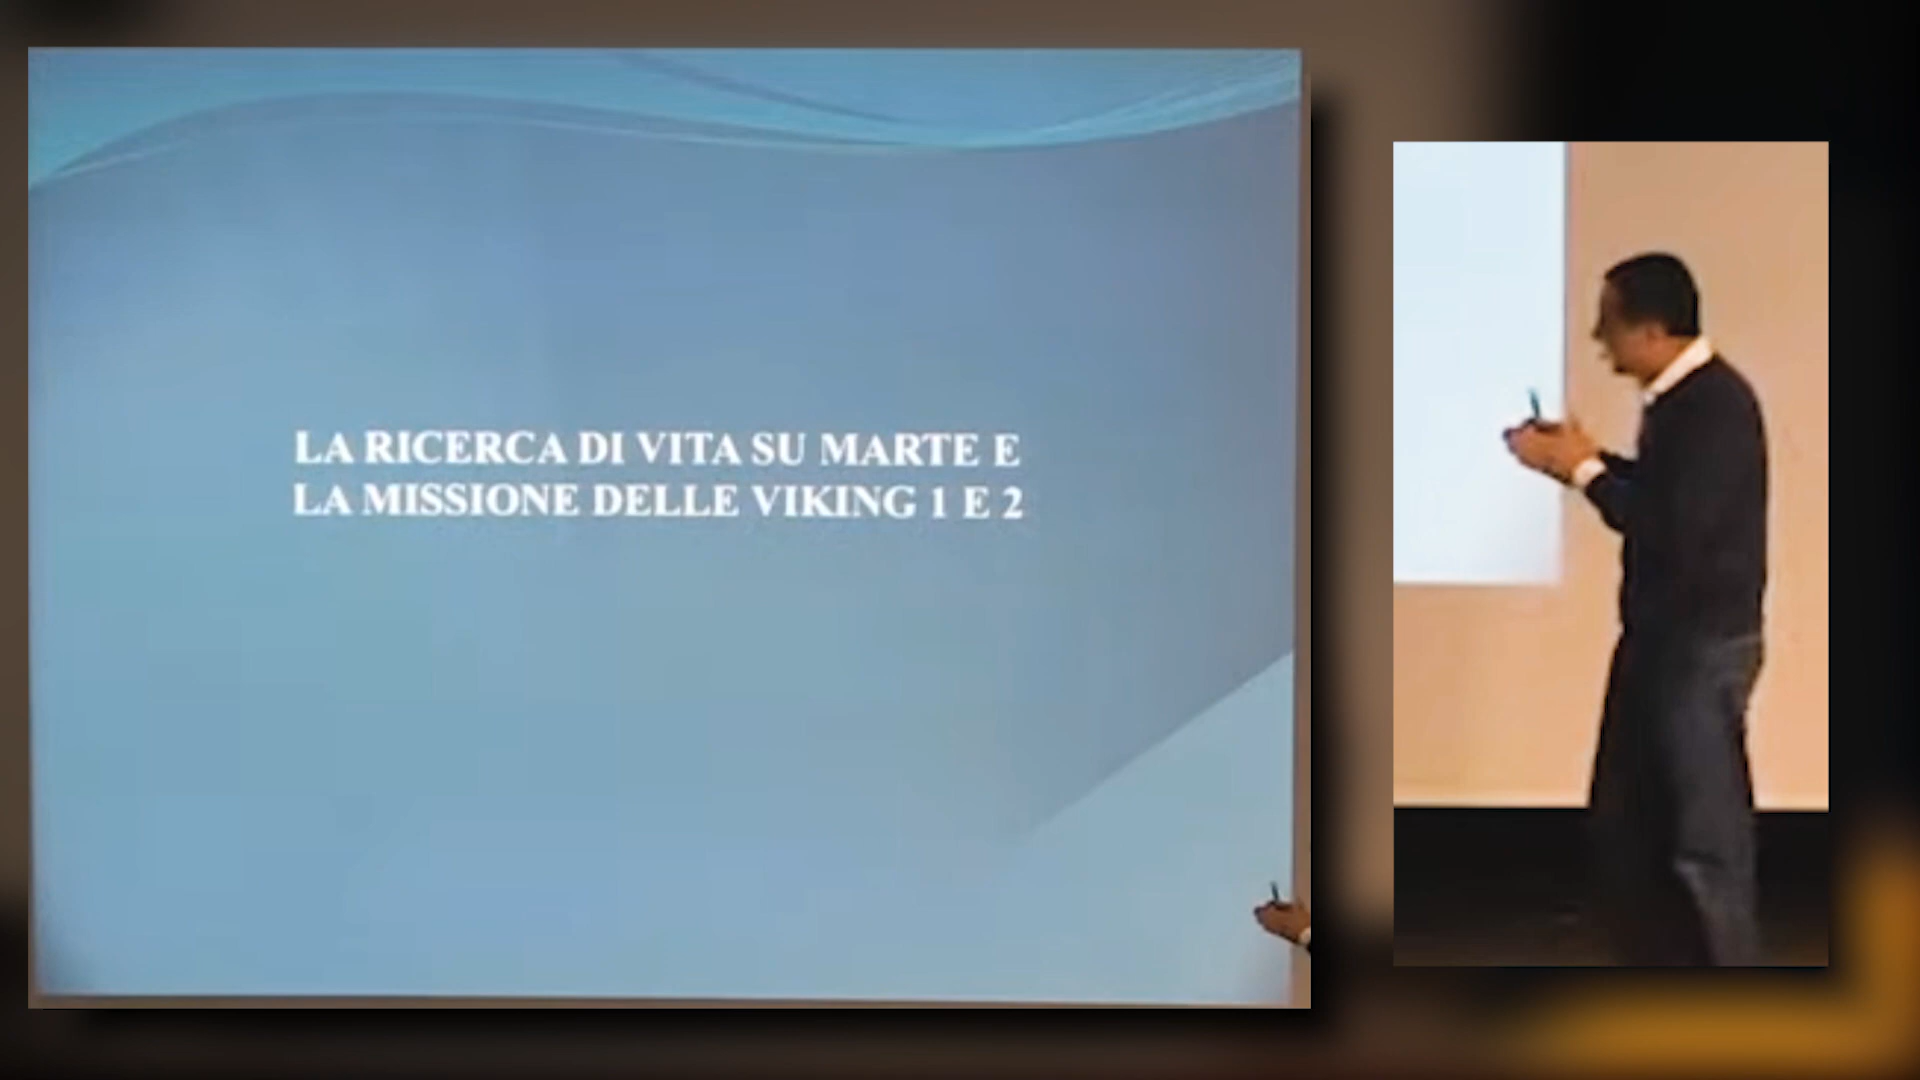 LA RICERCA DI VITA SU MARTE E
LA MISSIONE DELLE VIKING 1 E 2